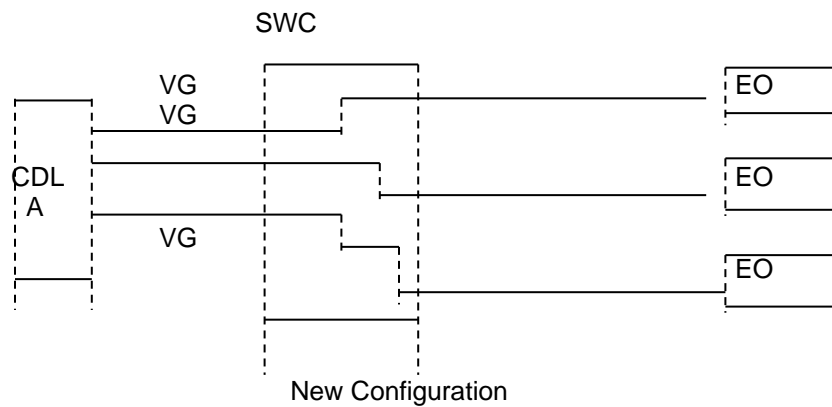 SWC
VG
EO
VG
CDL
A
EO
VG
EO
New Configuration